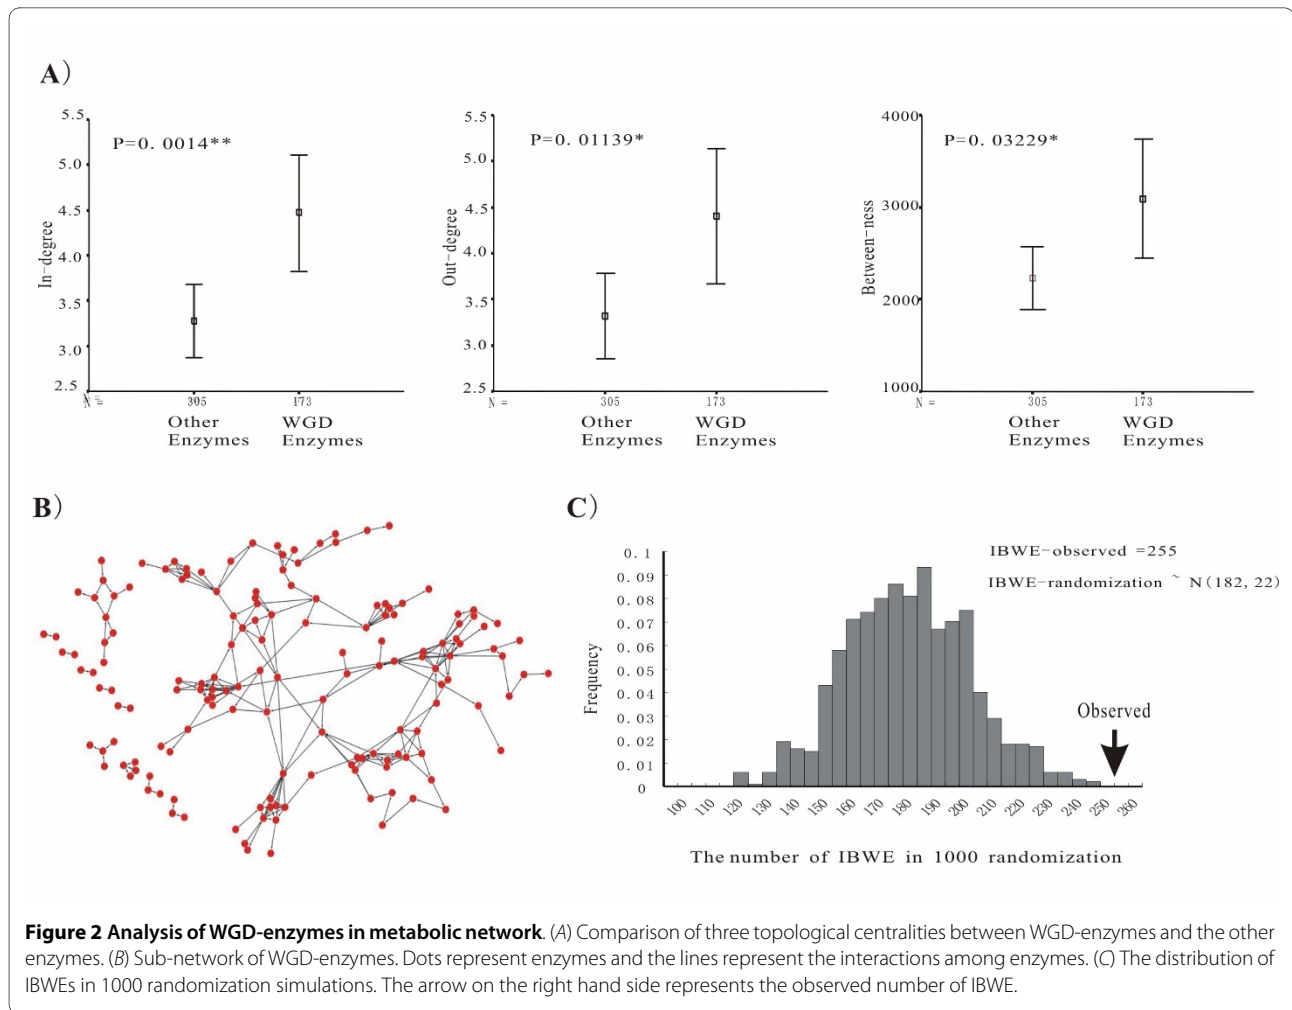 A)
5.5
5.0
4.5
4.0
3.5
3.0
2.5
In-degree
P=0. 0014**
N =
305
173
Other
Enzymes
WGD
Enzymes
5.5
5.0
4.5
4.0
3.5
3.0
2.5
Out-degree
P=0. 01139*
N =
305
173
Other
Enzymes
WGD
Enzymes
4000
3000
2000
1000
Between-ness
P=0. 03229*
N =
305
173
Other
Enzymes
WGD
Enzymes
B)
C)
0. 1
0. 09
0. 08
0. 07
0. 06
0. 05
0. 04
0. 03
0. 02
0. 01
0
Frequency
IBWE-observed =255
IBWE-randomization ~ N(182, 22)
Observed
100 110 120 130 140 150 160 170 180 190 200 210 220 230 240 250 260
The number of IBWE in 1000 randomization
Figure 2 Analysis of WGD-enzymes in metabolic network. (A) Comparison of three topological centralities between WGD-enzymes and the other
enzymes. (B) Sub-network of WGD-enzymes. Dots represent enzymes and the lines represent the interactions among enzymes. (C) The distribution of
IBWEs in 1000 randomization simulations. The arrow on the right hand side represents the observed number of IBWE.